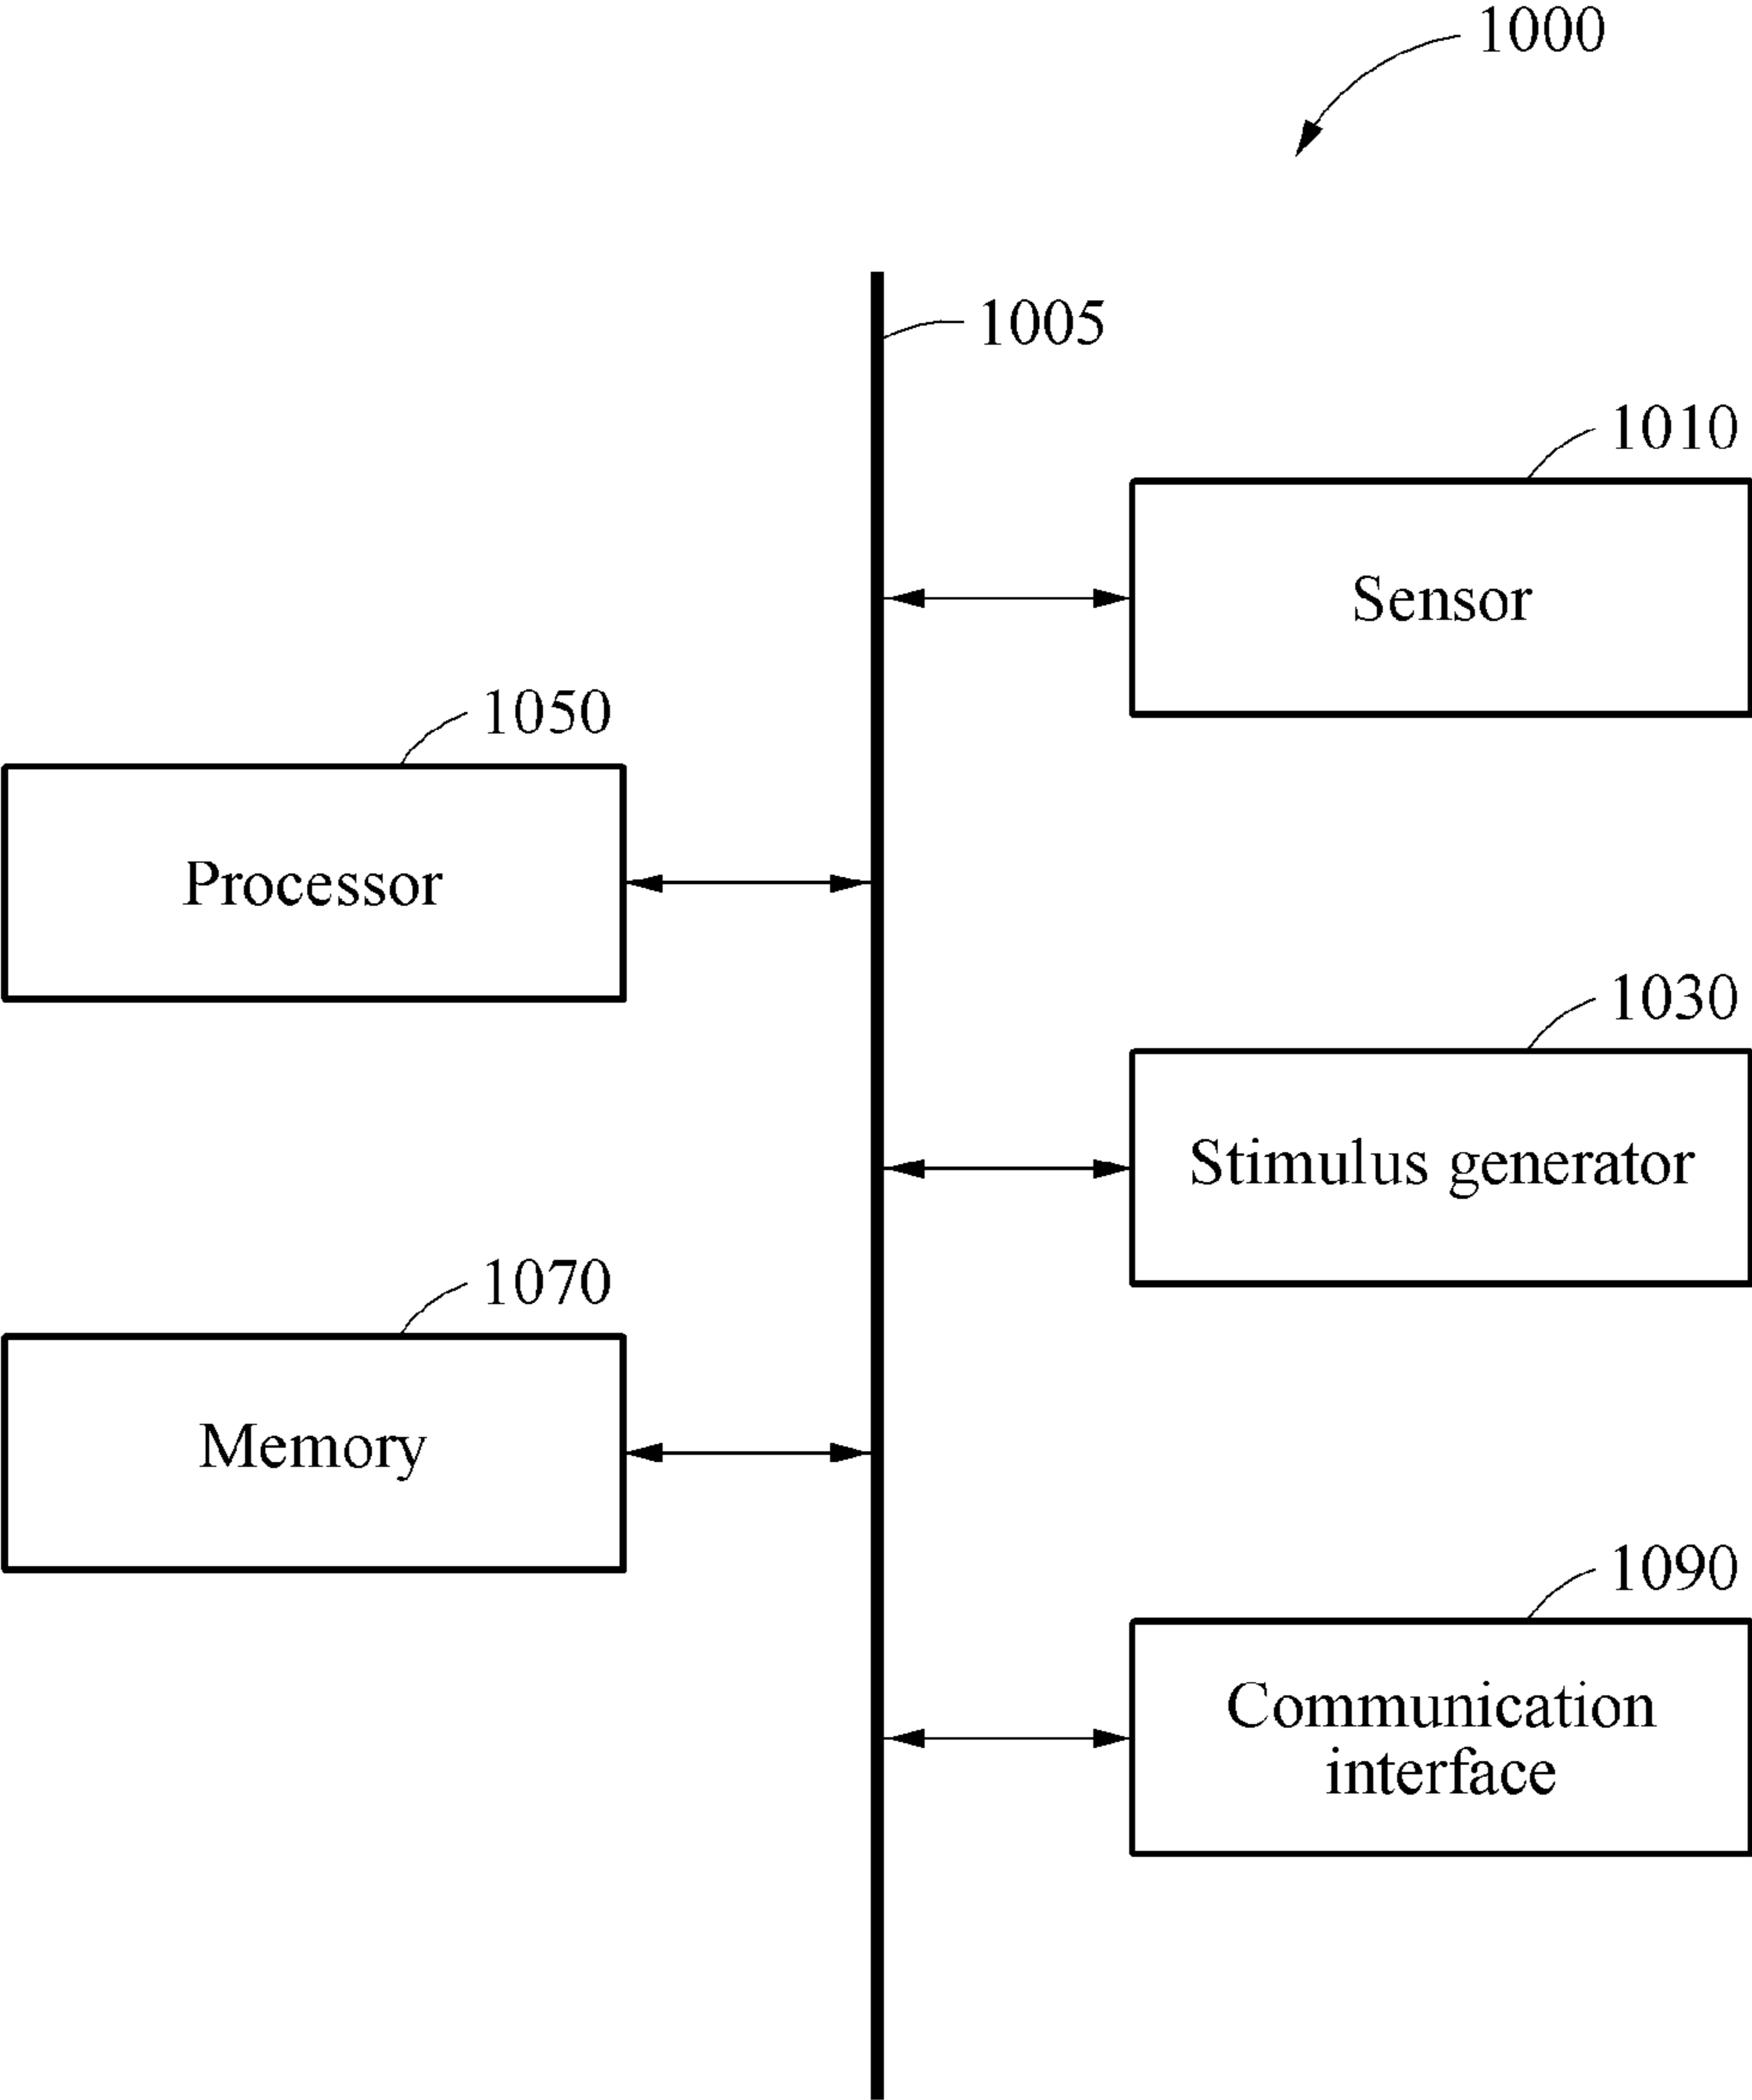 1000
1005
1010
Sensor
1050
Processor
1030
Stimulus generator
1070
Memory
1090
Communication
interface